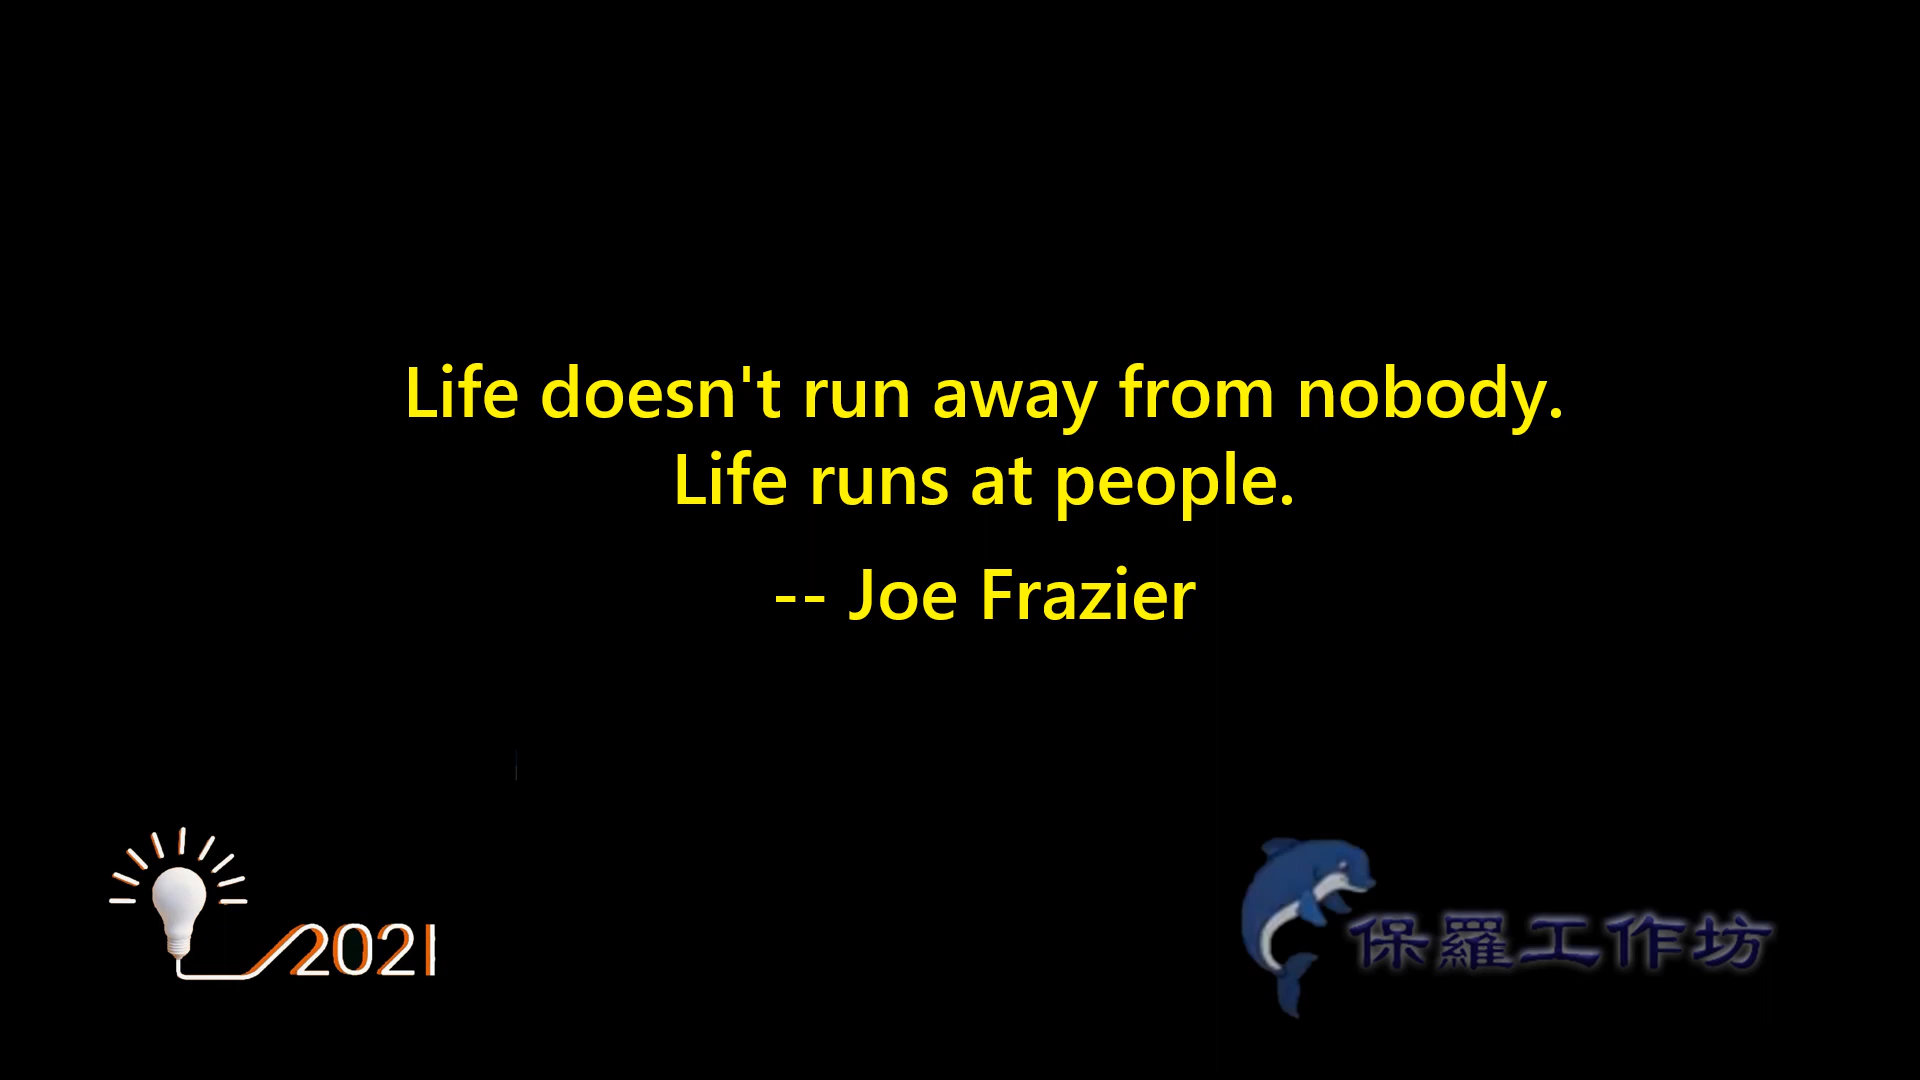 Life doesn't run away from nobody.
Life runs at people.
-- Joe Frazier
2021
保羅工作坊